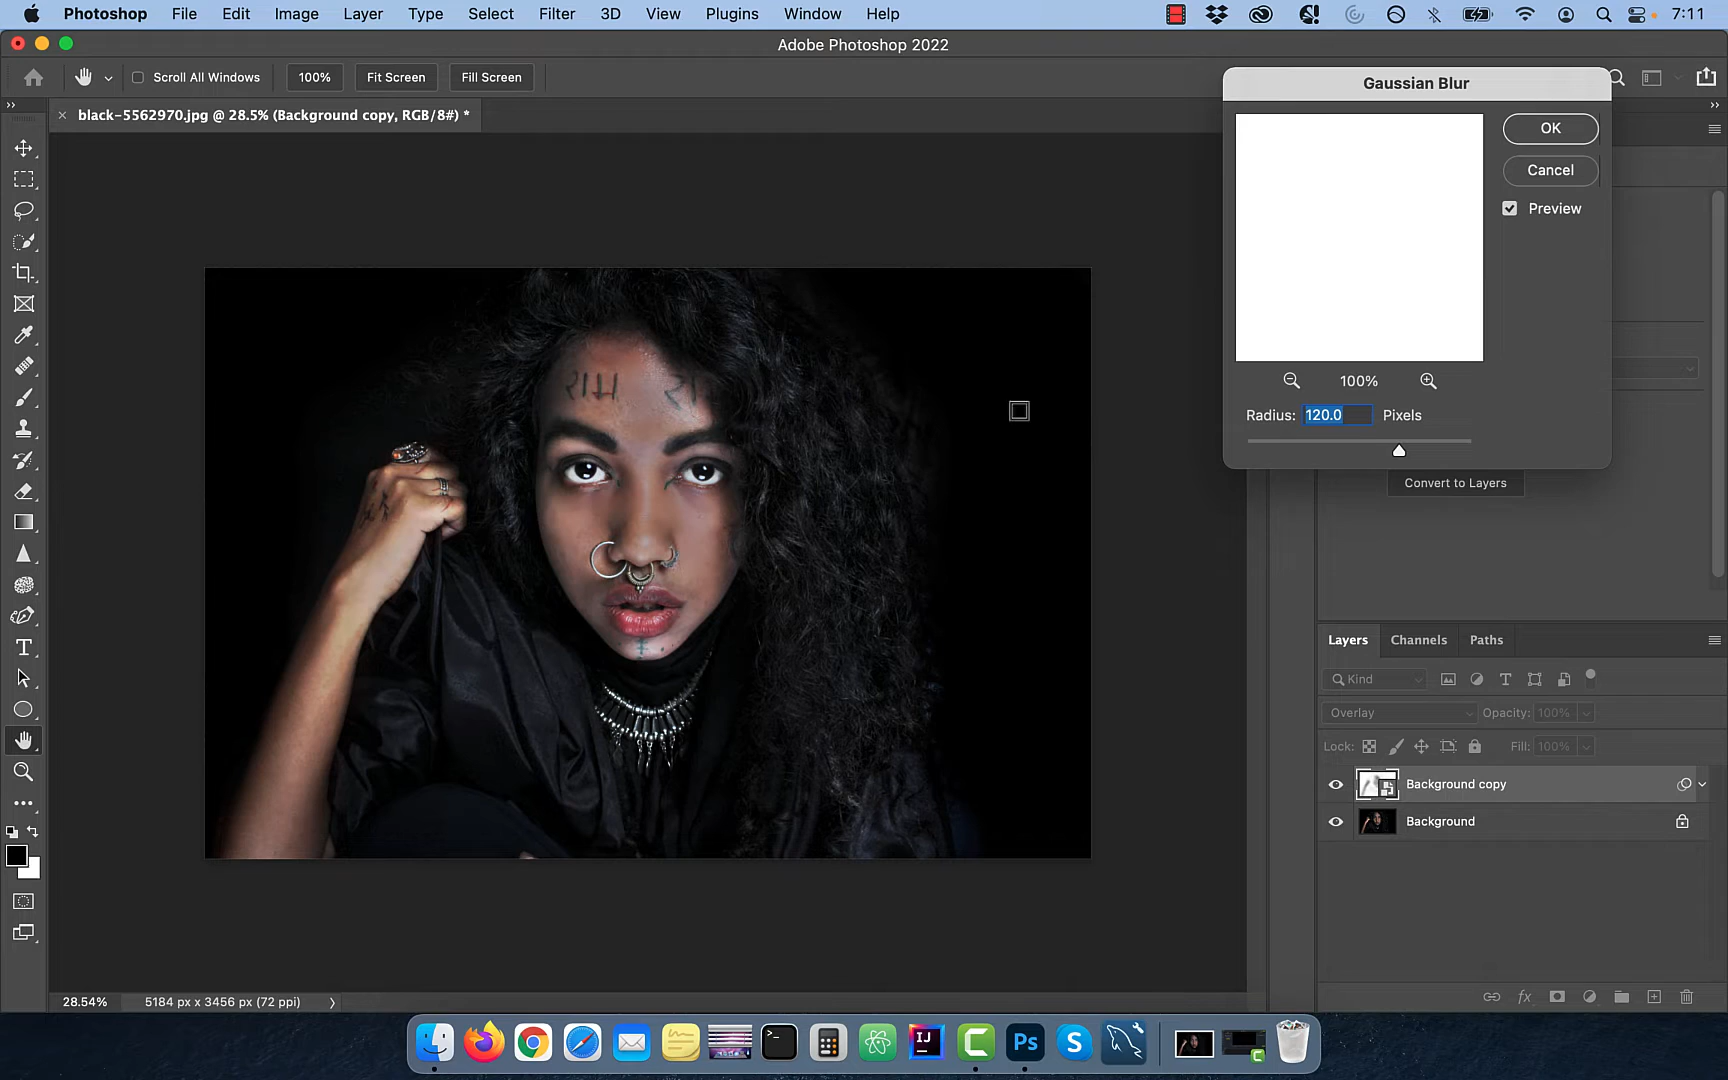 Photoshop File Edit Image Layer Type Select Filter 3D View Plugins Window Help 7:11
Adobe Photoshop 2022
Scroll All Windows 100% Fit Screen Fill Screen
black-5562970.jpg @ 28.5% (Background copy, RGB/8#) *
Gaussian Blur
OK
Cancel
Preview
100%
Radius: 120.0 Pixels
Convert to Layers
राम
Layers Channels Paths
Kind
Overlay Opacity: 100%
Lock: Fill: 100%
Background copy
Background
28.54% 5184 px x 3456 px (72 ppi)
IJ
C
Ps
S